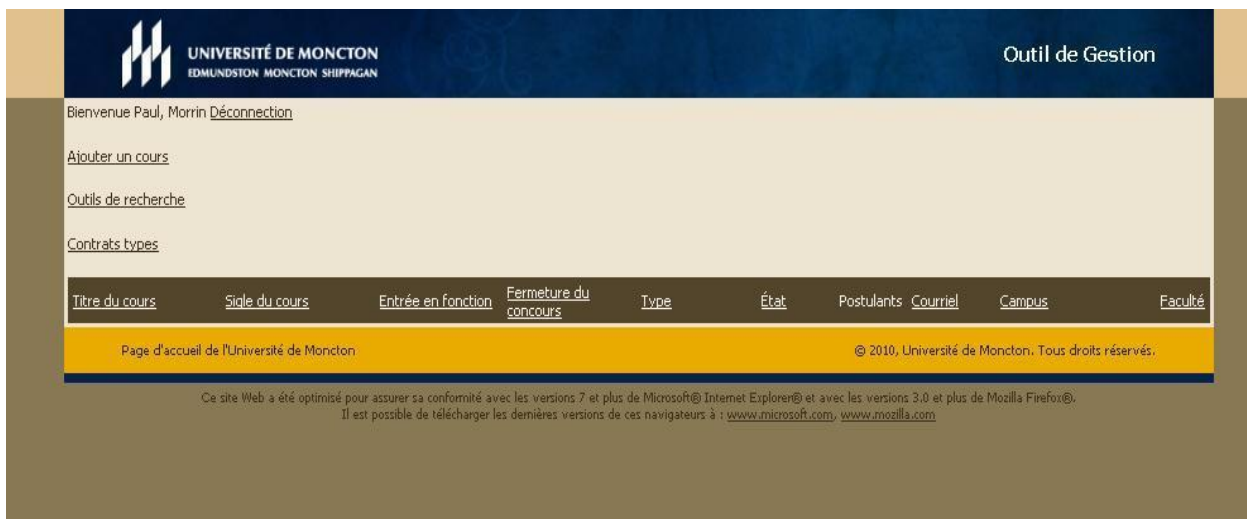 UNIVERSITÉ DE MONCTON
EDMUNDSTON MONCTON SHIPPAGAN
Outil de Gestion
Bienvenue Paul, Morrin Déconnection
Ajouter un cours
Outils de recherche
Contrats types
Titre du cours Sigle du cours Entrée en fonction Fermeture du concours Type État Postulants Courriel Campus Faculté
Page d'accueil de l'Université de Moncton © 2010, Université de Moncton. Tous droits réservés.
Ce site Web a été optimisé pour assurer sa conformité avec les versions 7 et plus de Microsoft® Internet Explorer® et avec les versions 3.0 et plus de Mozilla Firefox®.
Il est possible de télécharger les dernières versions de ces navigateurs à : www.microsoft.com, www.mozilla.com